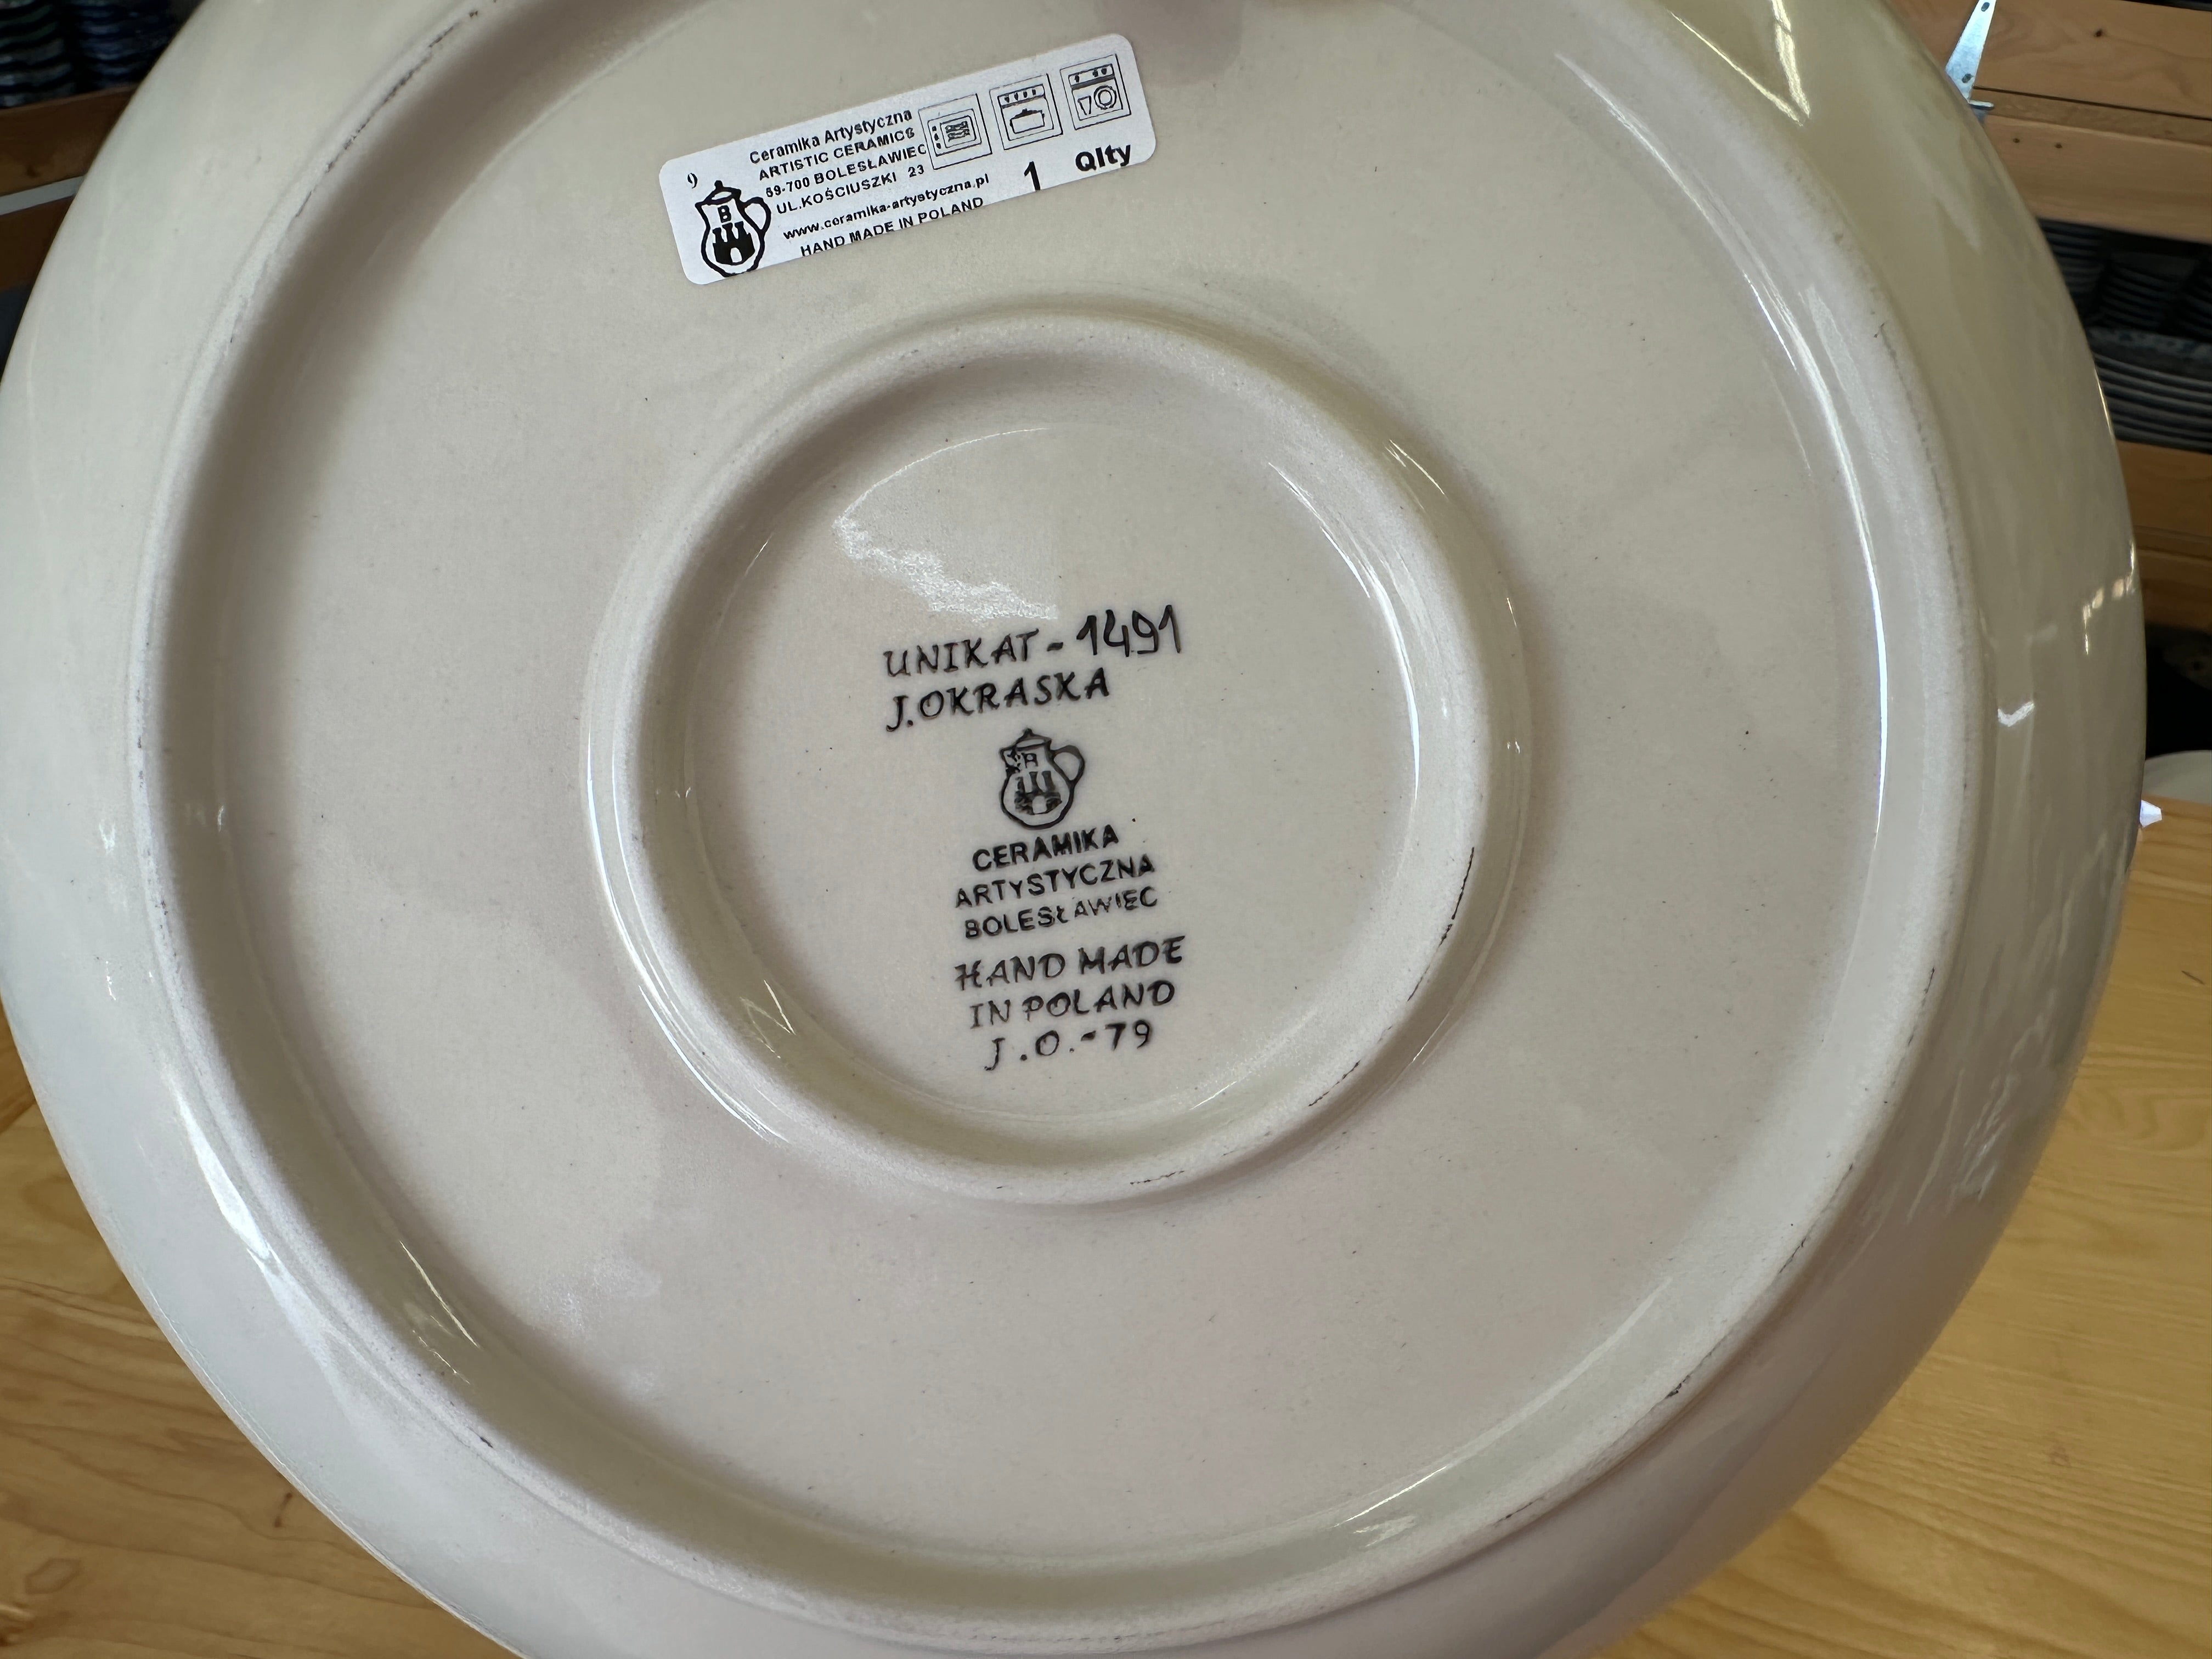 9
Ceramika Artystyczna
ARTISTIC CERAMICS
59-700 BOLESŁAWIEC
UL.KOŚCIUSZKI 23
www.ceramika-artystyczna.pl
HAND MADE IN POLAND
1 Qlty
B
UNIKAT - 1491
J.OKRASKA
CERAMIKA
ARTYSTYCZNA
BOLESŁAWIEC
HAND MADE
IN POLAND
J.O.-79